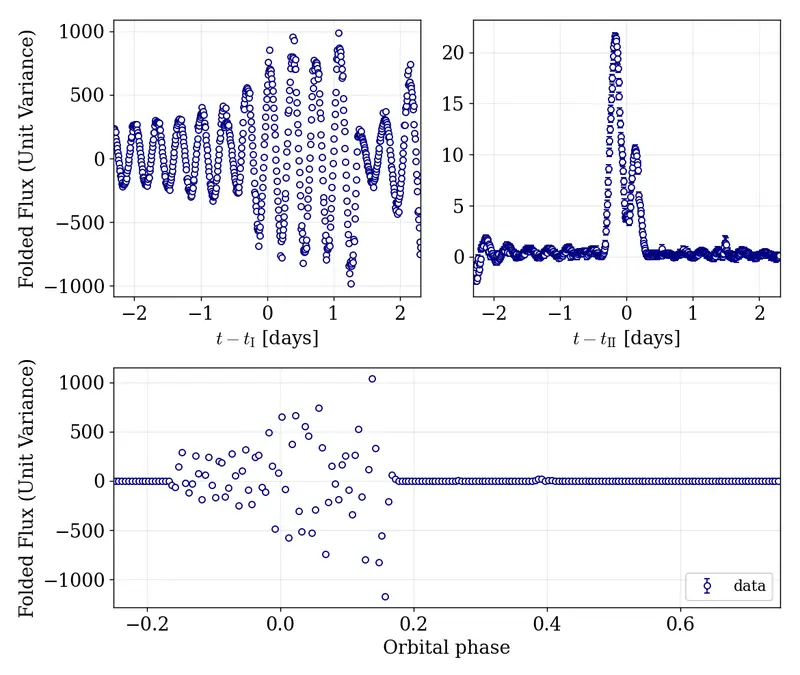 Folded Flux (Unit Variance)
1000
500
0
−500
−1000
−2 −1 0 1 2
t − tI [days]
20
15
10
5
0
−2 −1 0 1 2
t − tII [days]
Folded Flux (Unit Variance)
1000
500
0
−500
−1000
−0.2 0.0 0.2 0.4 0.6
Orbital phase
data